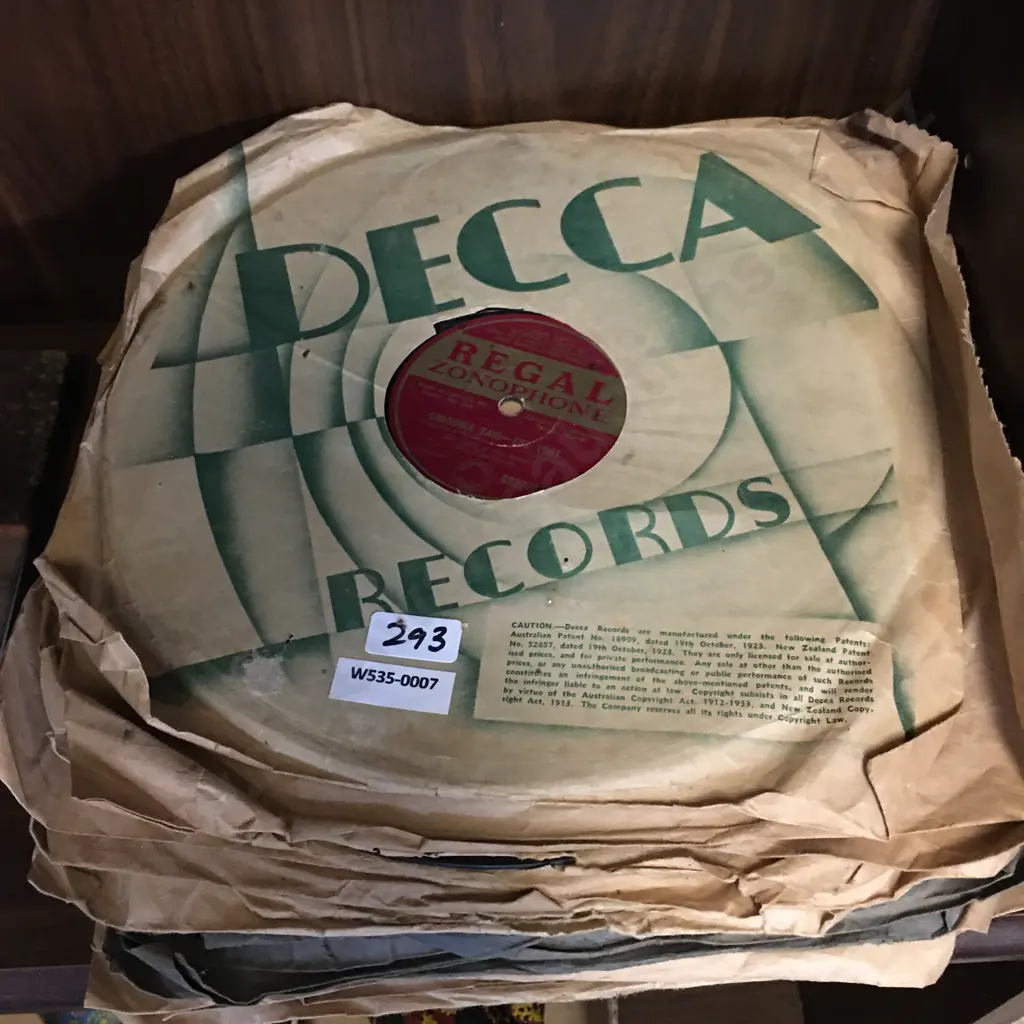 DECCA
REGAL
ZONOPHONE
RECORDS
293
W535-0007
CAUTION.—Decca Records are manufactured under the following Patents:
Australian Patent No. 18909, dated 19th October, 1923. New Zealand Patent
No. 52657, dated 19th October, 1923. They are only licensed for sale at author-
ised prices, and for private performance. Any sale at other than the authorised
prices, or any unauthorised broadcasting or public performance of such Records
constitutes an infringement of the above-mentioned patents, and will render
the infringer liable to an action at law. Copyright subsists in all Decca Records
by virtue of the Australian Copyright Act, 1912-1933, and New Zealand Copy-
right Act, 1913. The Company reserves all its rights under Copyright Law.